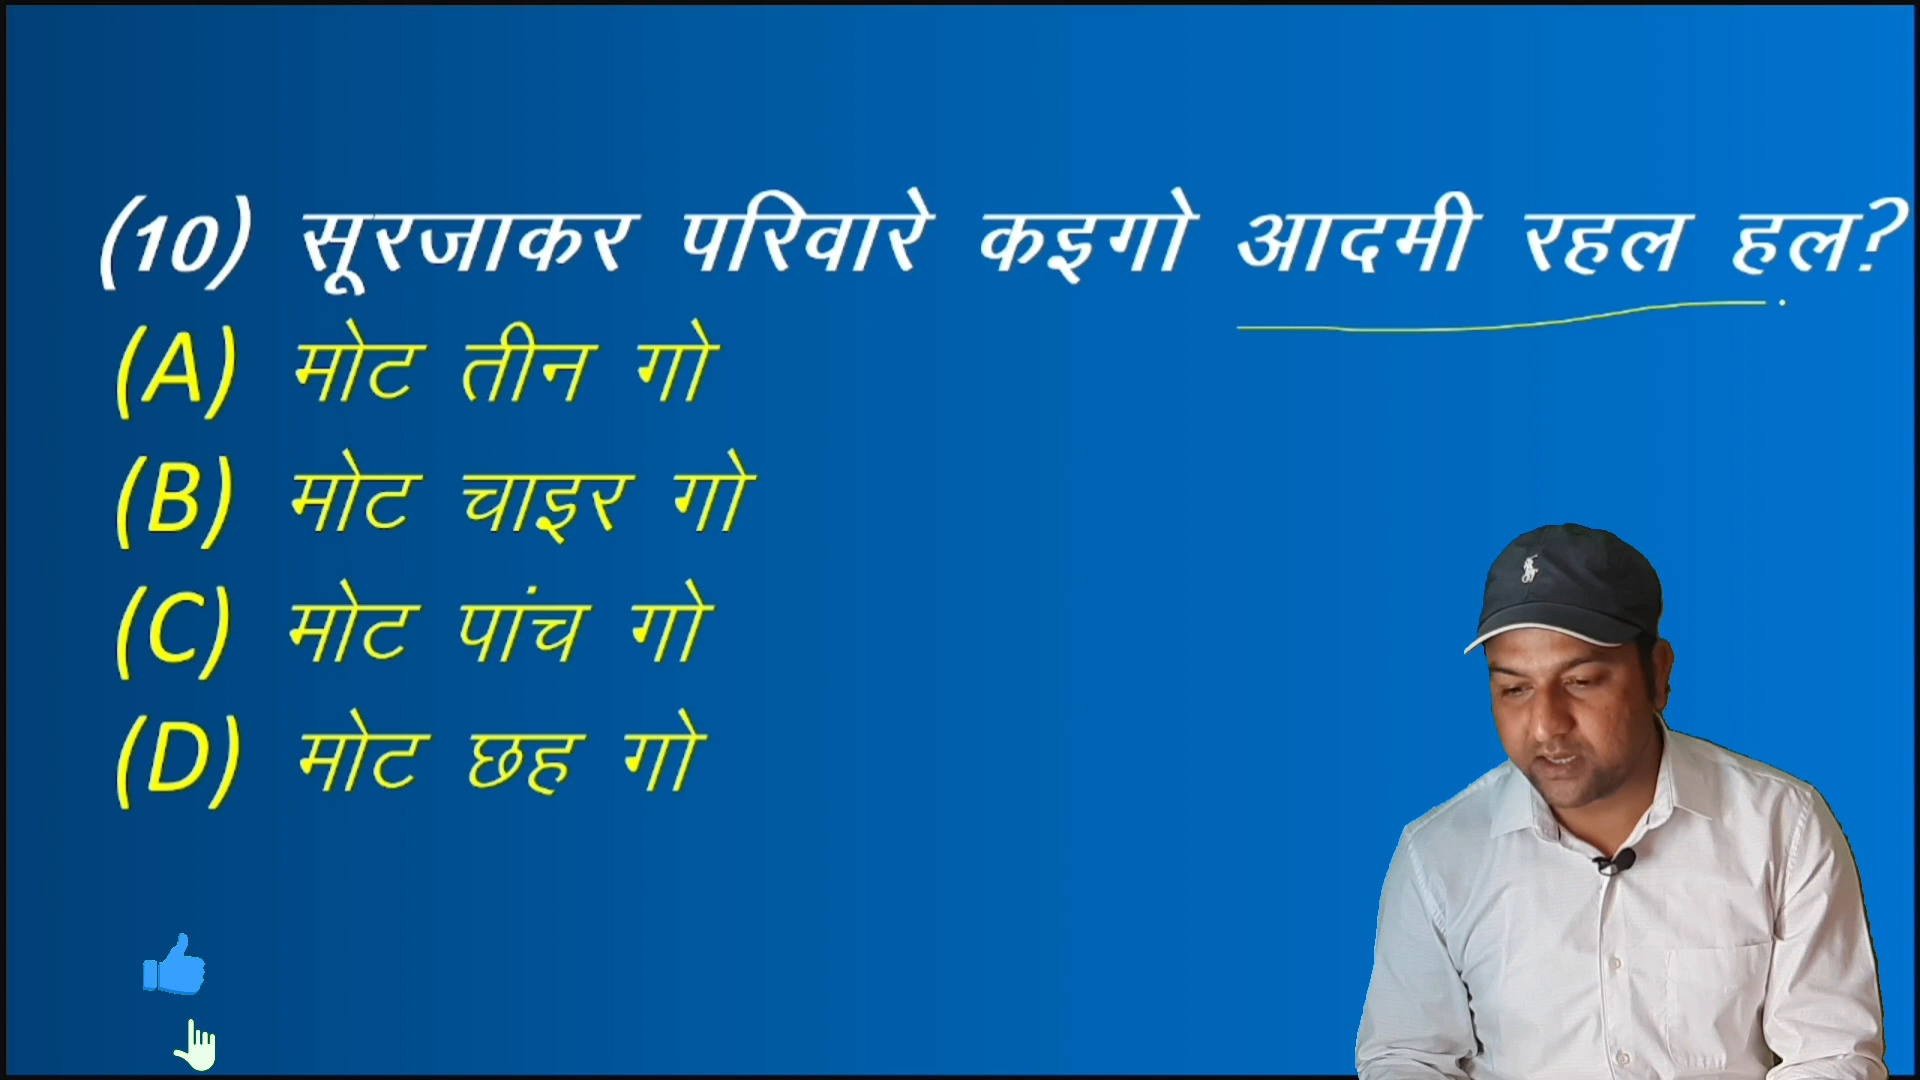 (10) सूरजाकर परिवारे कइगो आदमी रहल हल?
(A) मोट तीन गो
(B) मोट चाइर गो
(C) मोट पांच गो
(D) मोट छह गो